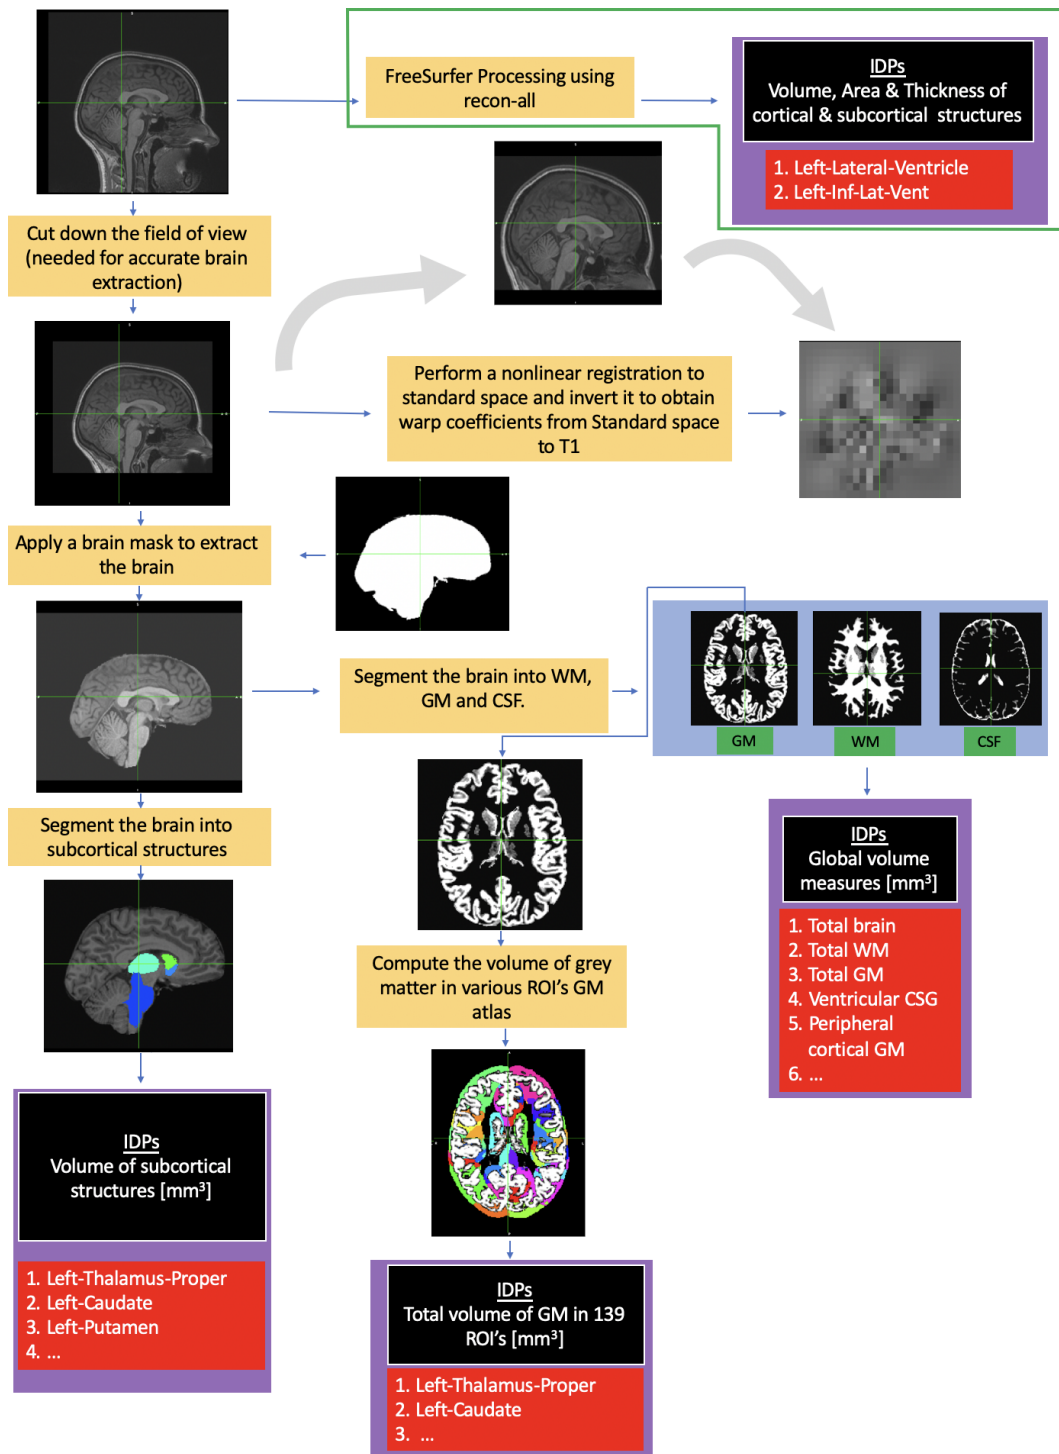 FreeSurfer Processing using
recon-all
IDPs
Volume, Area & Thickness of
cortical & subcortical structures
1. Left-Lateral-Ventricle
2. Left-Inf-Lat-Vent
Cut down the field of view
(needed for accurate brain
extraction)
Perform a nonlinear registration to
standard space and invert it to obtain
warp coefficients from Standard space
to T1
Apply a brain mask to extract
the brain
Segment the brain into WM,
GM and CSF.
GM
WM
CSF
Segment the brain into
subcortical structures
IDPs
Global volume
measures [mm³]
1. Total brain
2. Total WM
3. Total GM
4. Ventricular CSG
5. Peripheral
cortical GM
6. ...
Compute the volume of grey
matter in various ROI's GM
atlas
IDPs
Volume of subcortical
structures [mm³]
1. Left-Thalamus-Proper
2. Left-Caudate
3. Left-Putamen
4. ...
IDPs
Total volume of GM in 139
ROI's [mm³]
1. Left-Thalamus-Proper
2. Left-Caudate
3. ...